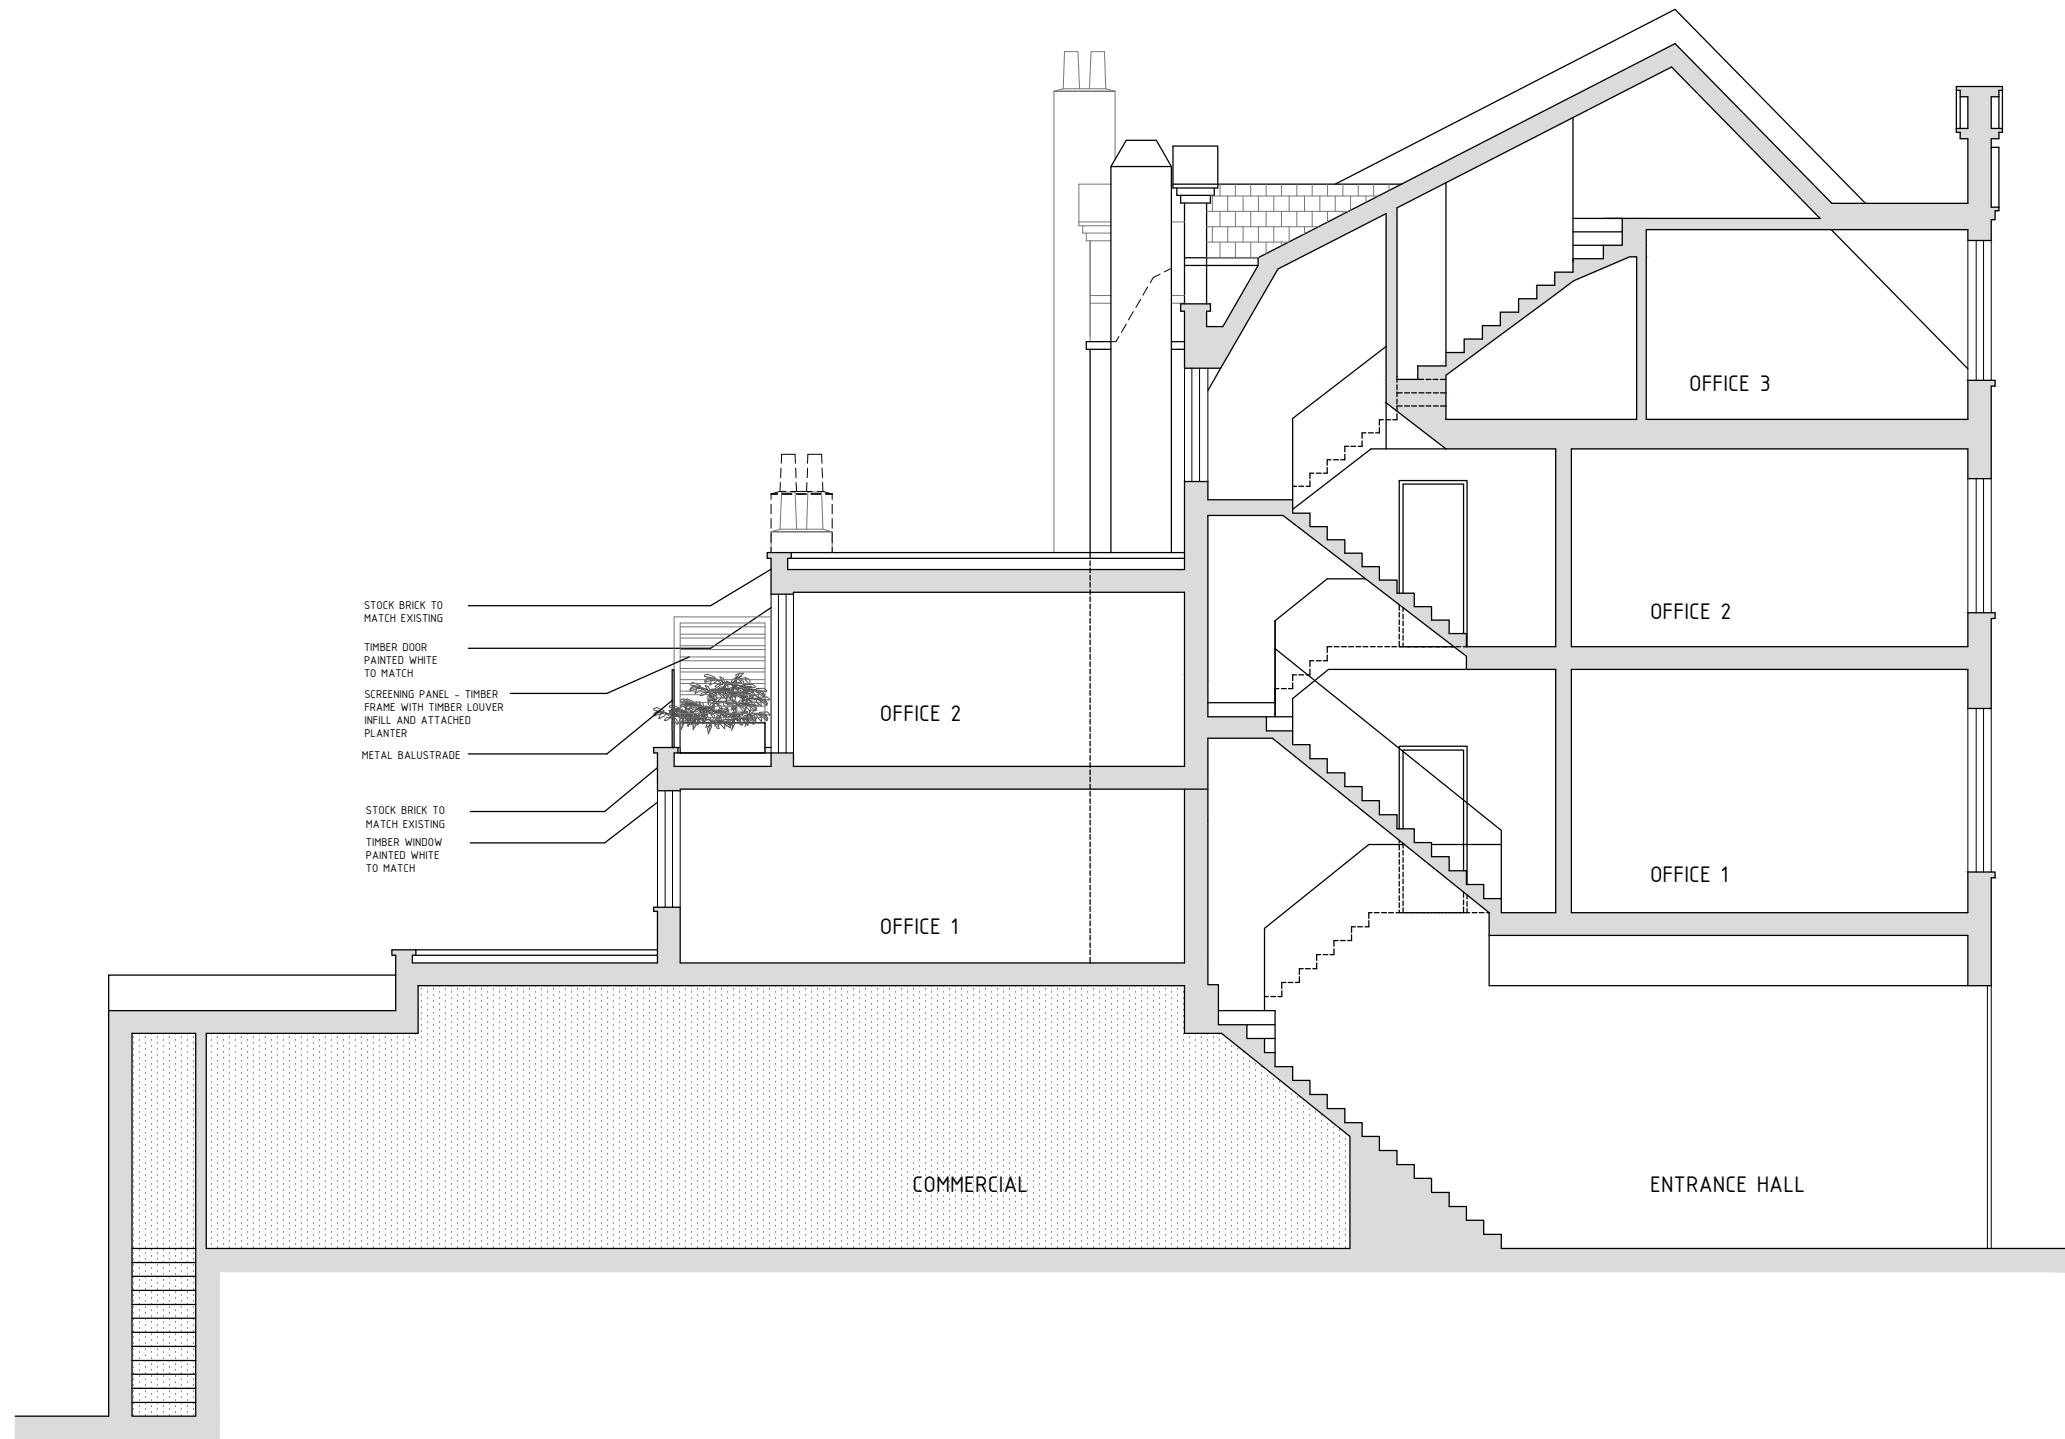 OFFICE 3
STOCK BRICK TO
MATCH EXISTING
TIMBER DOOR
PAINTED WHITE
TO MATCH
SCREENING PANEL - TIMBER
FRAME WITH TIMBER LOUVER
INFILL AND ATTACHED
PLANTER
METAL BALUSTRADE
STOCK BRICK TO
MATCH EXISTING
TIMBER WINDOW
PAINTED WHITE
TO MATCH
OFFICE 2
OFFICE 2
OFFICE 1
OFFICE 1
COMMERCIAL
ENTRANCE HALL